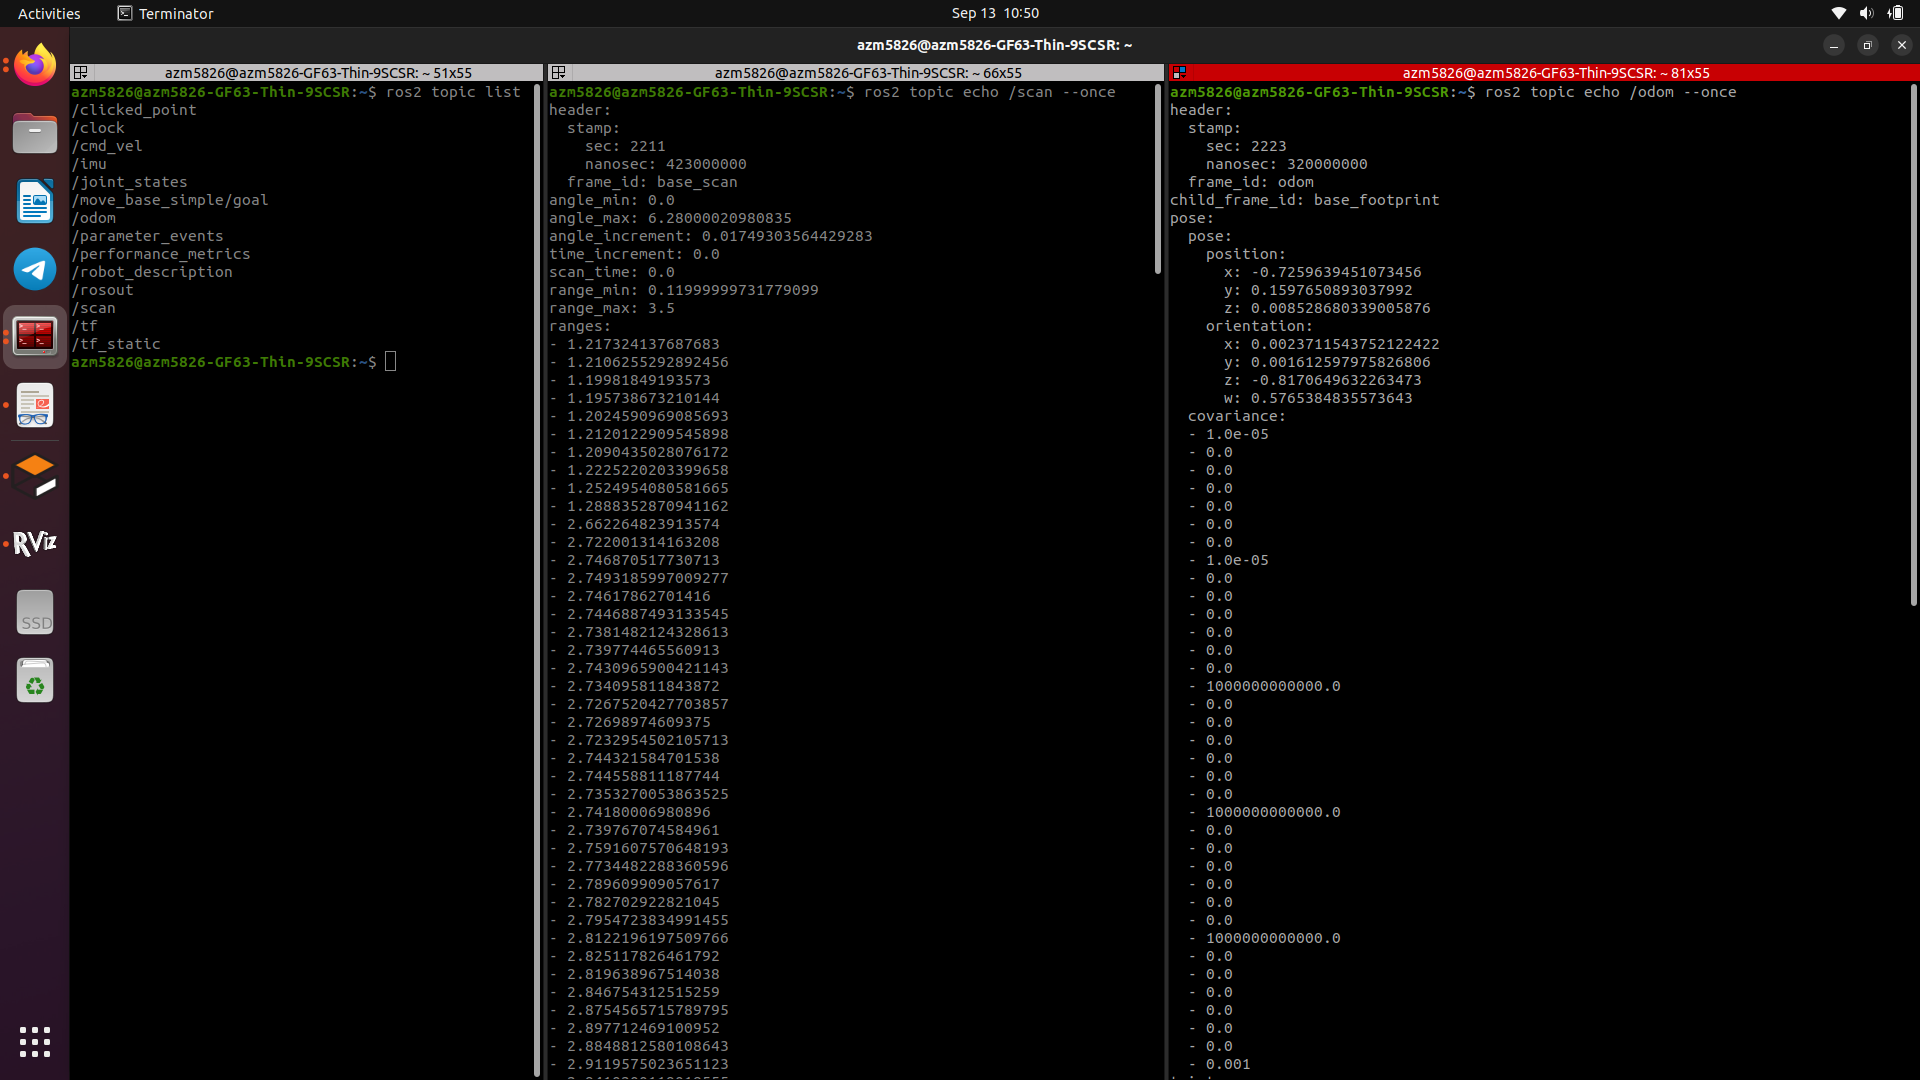 Activities
Terminator
Sep 13 10:50
azm5826@azm5826-GF63-Thin-9SCSR: ~
azm5826@azm5826-GF63-Thin-9SCSR: ~ 51x55
azm5826@azm5826-GF63-Thin-9SCSR:~$ ros2 topic list
/clicked_point
/clock
/cmd_vel
/imu
/joint_states
/move_base_simple/goal
/odom
/parameter_events
/performance_metrics
/robot_description
/rosout
/scan
/tf
/tf_static
azm5826@azm5826-GF63-Thin-9SCSR:~$
azm5826@azm5826-GF63-Thin-9SCSR: ~ 66x55
azm5826@azm5826-GF63-Thin-9SCSR:~$ ros2 topic echo /scan --once
header:
  stamp:
    sec: 2211
    nanosec: 423000000
  frame_id: base_scan
angle_min: 0.0
angle_max: 6.28000020980835
angle_increment: 0.01749303564429283
time_increment: 0.0
scan_time: 0.0
range_min: 0.11999999731779099
range_max: 3.5
ranges:
- 1.217324137687683
- 1.2106255292892456
- 1.19981849193573
- 1.195738673210144
- 1.2024590969085693
- 1.2120122909545898
- 1.2090435028076172
- 1.2225220203399658
- 1.2524954080581665
- 1.2888352870941162
- 2.662264823913574
- 2.722001314163208
- 2.746870517730713
- 2.7493185997009277
- 2.74617862701416
- 2.7446887493133545
- 2.7381482124328613
- 2.739774465560913
- 2.7430965900421143
- 2.734095811843872
- 2.7267520427703857
- 2.72698974609375
- 2.7232954502105713
- 2.744321584701538
- 2.744558811187744
- 2.7353270053863525
- 2.74180006980896
- 2.739767074584961
- 2.7591607570648193
- 2.7734482288360596
- 2.789609909057617
- 2.782702922821045
- 2.7954723834991455
- 2.8122196197509766
- 2.825117826461792
- 2.819638967514038
- 2.846754312515259
- 2.8754565715789795
- 2.897712469100952
- 2.8848812580108643
- 2.9119575023651123
azm5826@azm5826-GF63-Thin-9SCSR: ~ 81x55
azm5826@azm5826-GF63-Thin-9SCSR:~$ ros2 topic echo /odom --once
header:
  stamp:
    sec: 2223
    nanosec: 320000000
  frame_id: odom
child_frame_id: base_footprint
pose:
  pose:
    position:
      x: -0.7259639451073456
      y: 0.1597650893037992
      z: 0.008528680339005876
    orientation:
      x: 0.0023711543752122422
      y: 0.001612597975826806
      z: -0.8170649632263473
      w: 0.5765384835573643
  covariance:
  - 1.0e-05
  - 0.0
  - 0.0
  - 0.0
  - 0.0
  - 0.0
  - 0.0
  - 1.0e-05
  - 0.0
  - 0.0
  - 0.0
  - 0.0
  - 0.0
  - 0.0
  - 1000000000000.0
  - 0.0
  - 0.0
  - 0.0
  - 0.0
  - 0.0
  - 0.0
  - 1000000000000.0
  - 0.0
  - 0.0
  - 0.0
  - 0.0
  - 0.0
  - 0.0
  - 1000000000000.0
  - 0.0
  - 0.0
  - 0.0
  - 0.0
  - 0.0
  - 0.0
  - 0.001
RViz
SSD